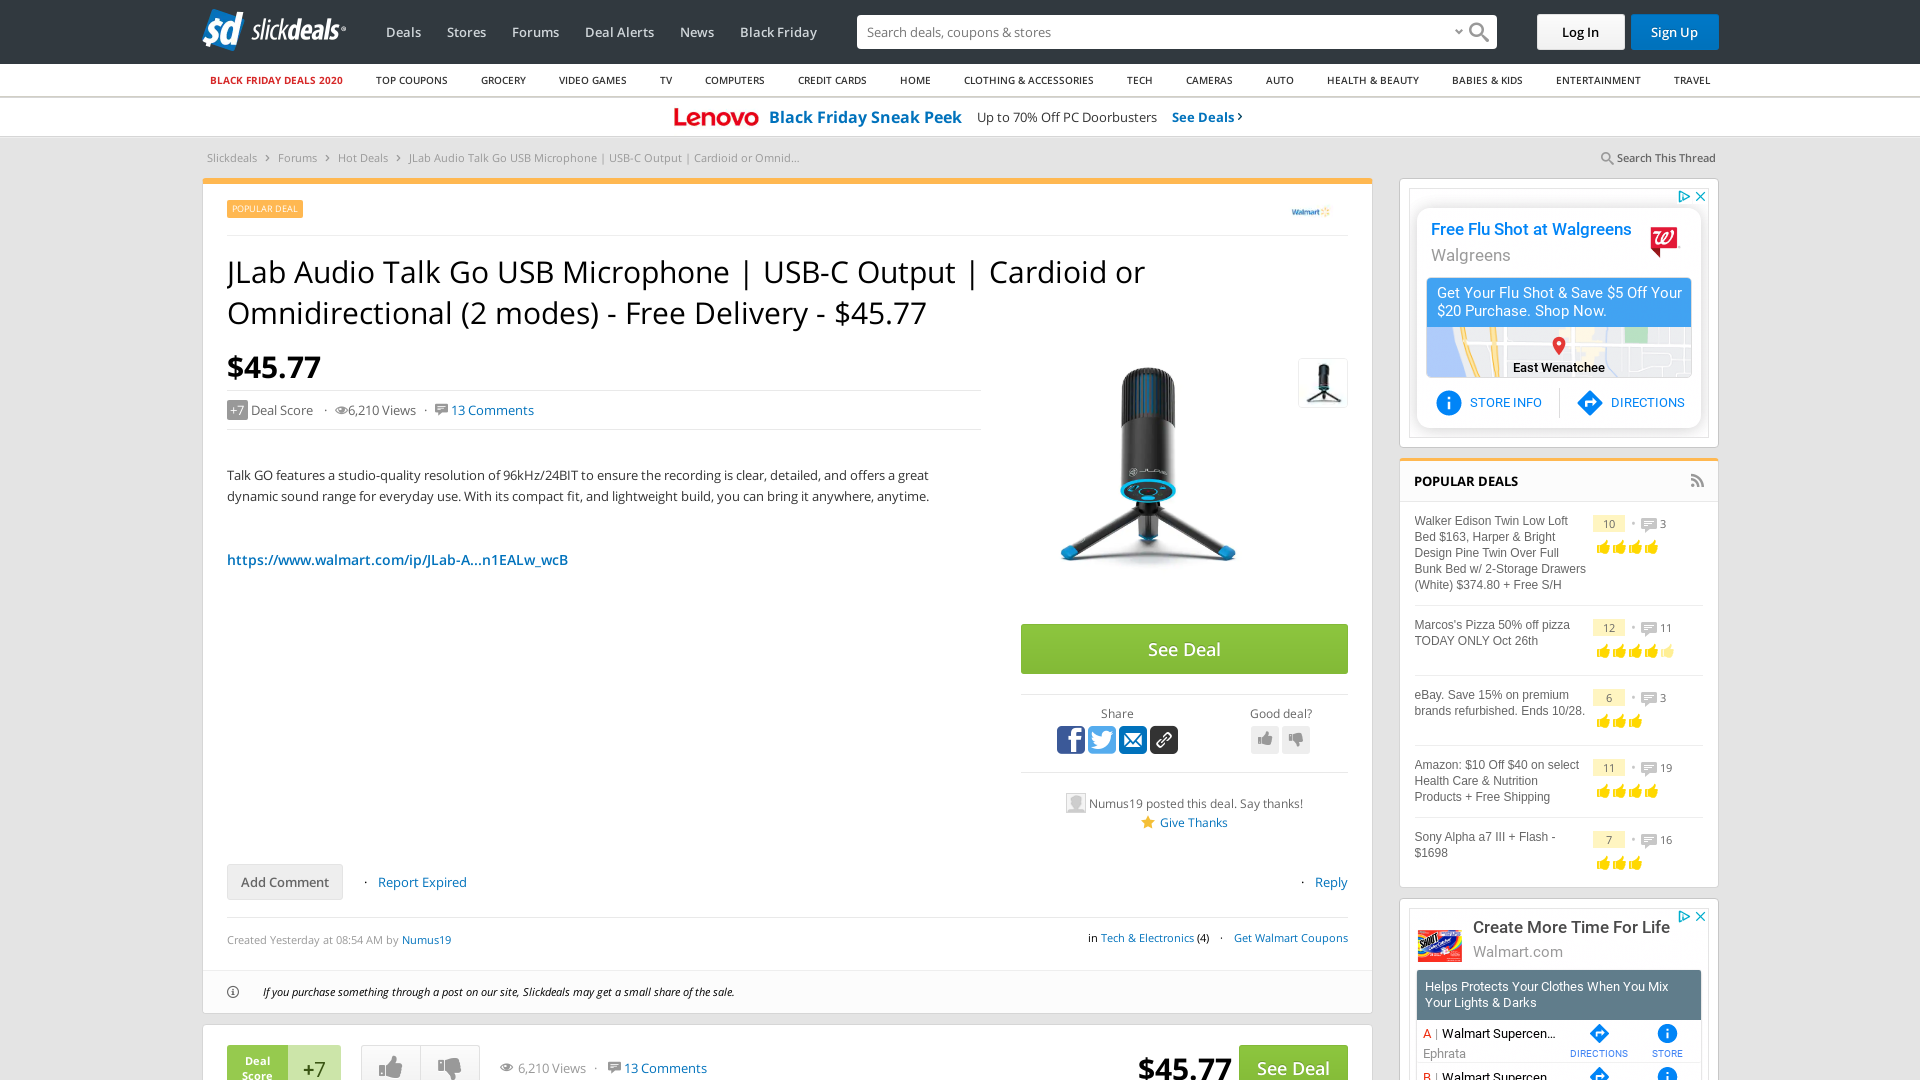 sd slickdeals
Deals Stores Forums Deal Alerts News Black Friday
Search deals, coupons & stores
Log In Sign Up
BLACK FRIDAY DEALS 2020 TOP COUPONS GROCERY VIDEO GAMES TV COMPUTERS CREDIT CARDS HOME CLOTHING & ACCESSORIES TECH CAMERAS AUTO HEALTH & BEAUTY BABIES & KIDS ENTERTAINMENT TRAVEL
Lenovo Black Friday Sneak Peek Up to 70% Off PC Doorbusters See Deals ›
Slickdeals › Forums › Hot Deals › JLab Audio Talk Go USB Microphone | USB-C Output | Cardioid or Omnid...
Search This Thread
POPULAR DEAL
Walmart
JLab Audio Talk Go USB Microphone | USB-C Output | Cardioid or
Omnidirectional (2 modes) - Free Delivery - $45.77
$45.77
+7 Deal Score · 6,210 Views · 13 Comments
Talk GO features a studio-quality resolution of 96kHz/24BIT to ensure the recording is clear, detailed, and offers a great
dynamic sound range for everyday use. With its compact fit, and lightweight build, you can bring it anywhere, anytime.
https://www.walmart.com/ip/JLab-A...n1EALw_wcB
See Deal
Share
Good deal?
Numus19 posted this deal. Say thanks!
Give Thanks
Add Comment · Report Expired
· Reply
Created Yesterday at 08:54 AM by Numus19
in Tech & Electronics (4) · Get Walmart Coupons
If you purchase something through a post on our site, Slickdeals may get a small share of the sale.
Deal
Score
+7
6,210 Views · 13 Comments
$45.77
See Deal
Free Flu Shot at Walgreens
Walgreens
Get Your Flu Shot & Save $5 Off Your
$20 Purchase. Shop Now.
East Wenatchee
STORE INFO
DIRECTIONS
POPULAR DEALS
Walker Edison Twin Low Loft
Bed $163, Harper & Bright
Design Pine Twin Over Full
Bunk Bed w/ 2-Storage Drawers
(White) $374.80 + Free S/H
10 · 3
Marcos's Pizza 50% off pizza
TODAY ONLY Oct 26th
12 · 11
eBay. Save 15% on premium
brands refurbished. Ends 10/28.
6 · 3
Amazon: $10 Off $40 on select
Health Care & Nutrition
Products + Free Shipping
11 · 19
Sony Alpha a7 III + Flash -
$1698
7 · 16
Create More Time For Life
Walmart.com
Helps Protects Your Clothes When You Mix
Your Lights & Darks
A | Walmart Supercen...
Ephrata
DIRECTIONS
STORE
B | Walmart Supercen...